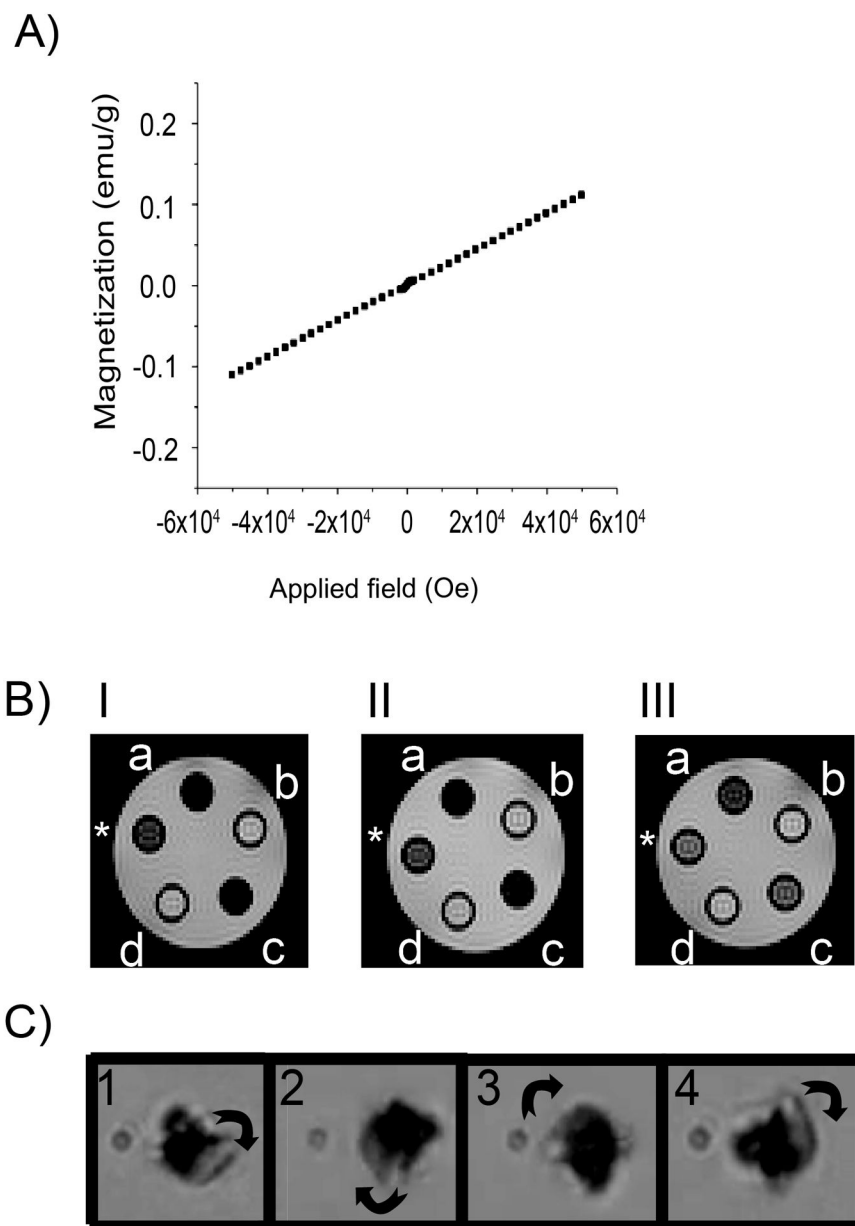 A)
Magnetization (emu/g)
0.2
0.1
0.0
-0.1
-0.2
-6x10⁴ -4x10⁴ -2x10⁴ 0 2x10⁴ 4x10⁴ 6x10⁴
Applied field (Oe)
B) I II III
a b * d c
a b * d c
a b * d c
C)
1 2 3 4